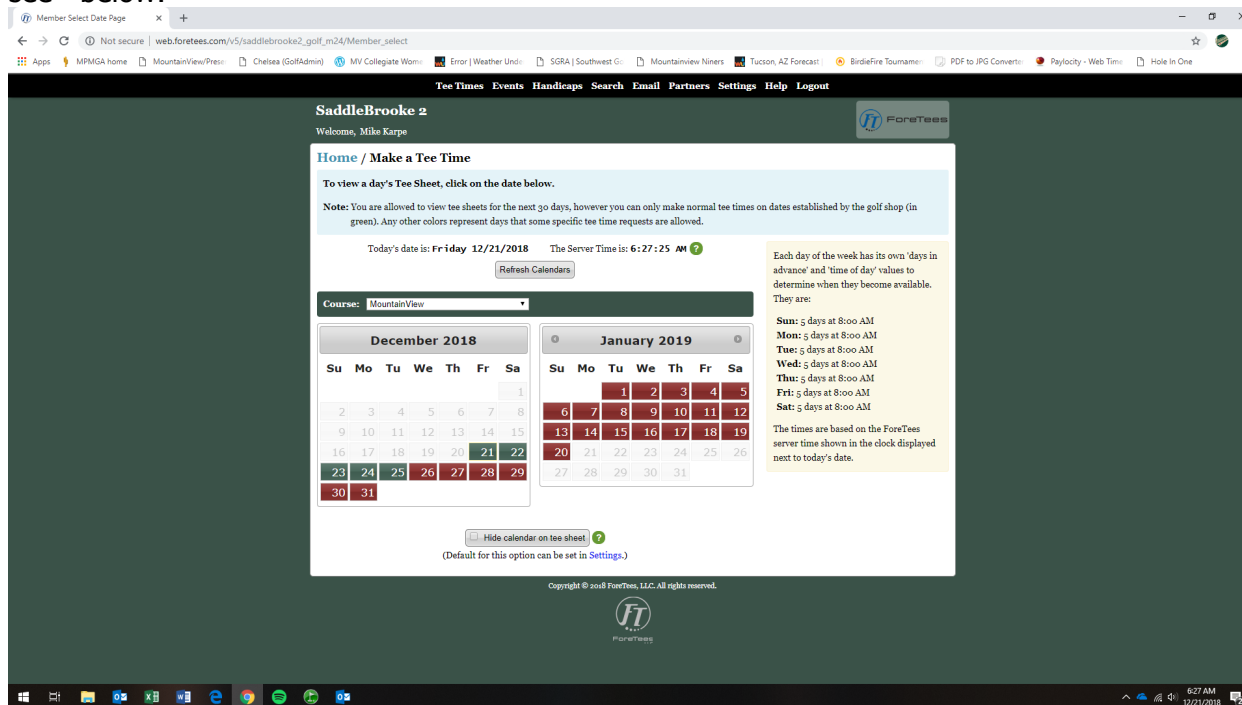 see below.
Member Select Date Page
Not secure | web.foretees.com/v5/saddlebrooke2_golf_m24/Member_select
Apps MPMGA home MountainView/Prese Chelsea (GolfAdmin) MV Collegiate Wome Error | Weather Unde SGRA | Southwest Go Mountainview Niners Tucson, AZ Forecast | BirdieFire Tournamen PDF to JPG Converte Paylocity - Web Time Hole In One
Tee Times Events Handicaps Search Email Partners Settings Help Logout
SaddleBrooke 2
Welcome, Mike Karpe
FT ForeTees
Home / Make a Tee Time
To view a day's Tee Sheet, click on the date below.
Note: You are allowed to view tee sheets for the next 30 days, however you can only make normal tee times on dates established by the golf shop (in
green). Any other colors represent days that some specific tee time requests are allowed.
Today's date is: Friday 12/21/2018 The Server Time is: 6:27:25 AM ?
Refresh Calendars
Course: MountainView
December 2018
Su Mo Tu We Th Fr Sa
1
2 3 4 5 6 7 8
9 10 11 12 13 14 15
16 17 18 19 20 21 22
23 24 25 26 27 28 29
30 31
January 2019
Su Mo Tu We Th Fr Sa
1 2 3 4 5
6 7 8 9 10 11 12
13 14 15 16 17 18 19
20 21 22 23 24 25 26
27 28 29 30 31
Each day of the week has its own 'days in
advance' and 'time of day' values to
determine when they become available.
They are:
Sun: 5 days at 8:00 AM
Mon: 5 days at 8:00 AM
Tue: 5 days at 8:00 AM
Wed: 5 days at 8:00 AM
Thu: 5 days at 8:00 AM
Fri: 5 days at 8:00 AM
Sat: 5 days at 8:00 AM
The times are based on the ForeTees
server time shown in the clock displayed
next to today's date.
Hide calendar on tee sheet ?
(Default for this option can be set in Settings.)
Copyright © 2018 ForeTees, LLC. All rights reserved.
FT
ForeTees
6:27 AM
12/21/2018